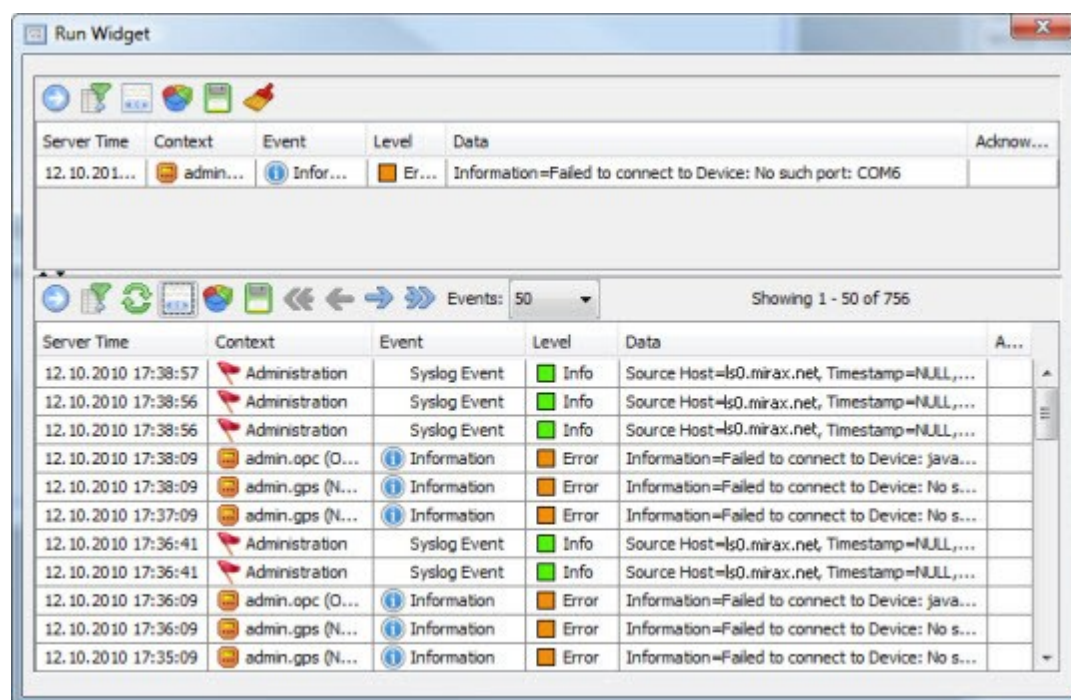 Run Widget
Server Time Context Event Level Data Acknow...
12.10.201... admin... Infor... Er... Information=Failed to connect to Device: No such port: COM6
Events: 50 Showing 1 - 50 of 756
Server Time Context Event Level Data A...
12.10.2010 17:38:57 Administration Syslog Event Info Source Host=ls0.mirax.net, Timestamp=NULL,...
12.10.2010 17:38:56 Administration Syslog Event Info Source Host=ls0.mirax.net, Timestamp=NULL,...
12.10.2010 17:38:56 Administration Syslog Event Info Source Host=ls0.mirax.net, Timestamp=NULL,...
12.10.2010 17:38:09 admin.opc (O... Information Error Information=Failed to connect to Device: java...
12.10.2010 17:38:09 admin.gps (N... Information Error Information=Failed to connect to Device: No s...
12.10.2010 17:37:09 admin.gps (N... Information Error Information=Failed to connect to Device: No s...
12.10.2010 17:36:41 Administration Syslog Event Info Source Host=ls0.mirax.net, Timestamp=NULL,...
12.10.2010 17:36:41 Administration Syslog Event Info Source Host=ls0.mirax.net, Timestamp=NULL,...
12.10.2010 17:36:09 admin.opc (O... Information Error Information=Failed to connect to Device: java...
12.10.2010 17:36:09 admin.gps (N... Information Error Information=Failed to connect to Device: No s...
12.10.2010 17:35:09 admin.gps (N... Information Error Information=Failed to connect to Device: No s...